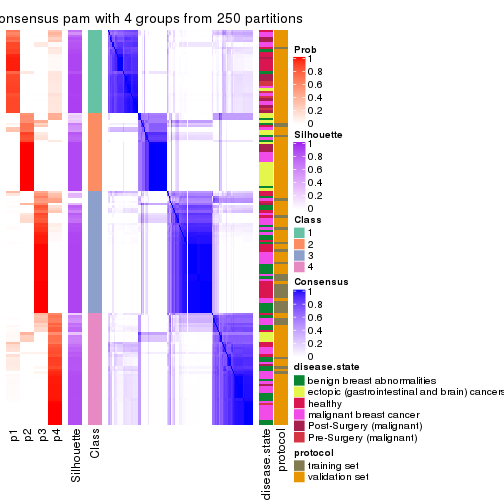 onsensus pam with 4 groups from 250 partitions
Prob
1
0.8
0.6
0.4
0.2
0
Silhouette
1
0.8
0.6
0.4
0.2
0
Class
1
2
3
4
Consensus
1
0.8
0.6
0.4
0.2
0
disease.state
benign breast abnormalities
ectopic (gastrointestinal and brain) cancers
healthy
malignant breast cancer
Post-Surgery (malignant)
Pre-Surgery (malignant)
protocol
training set
validation set
p1
p2
p3
p4
Silhouette
Class
disease.state
protocol